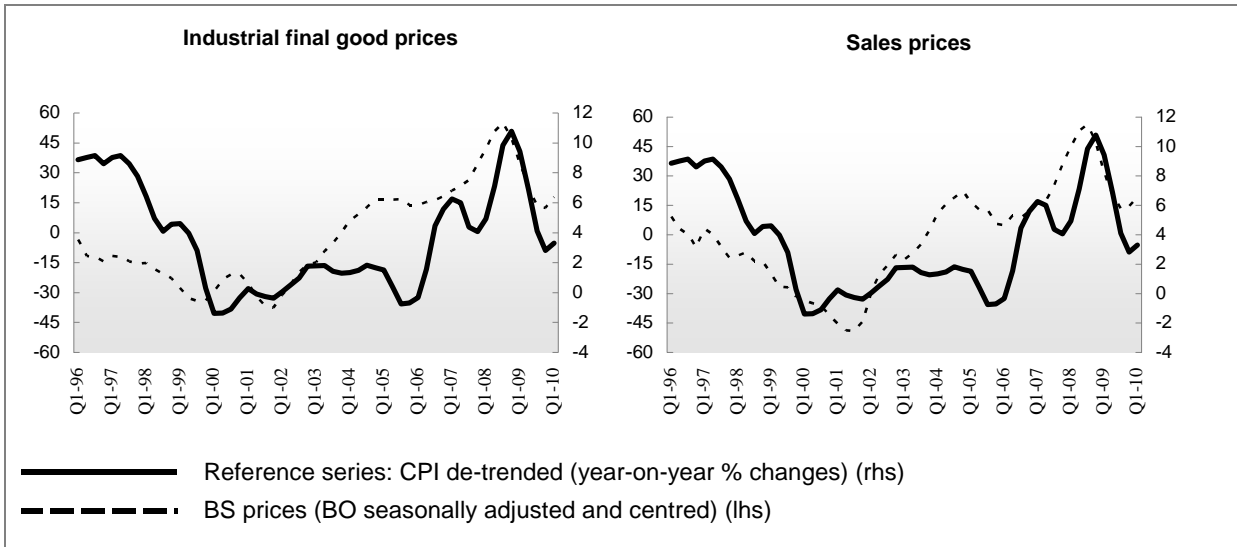 Industrial final good prices
60
45
30
15
0
-15
-30
-45
-60
12
10
8
6
4
2
0
-2
-4
Q1-96
Q1-97
Q1-98
Q1-99
Q1-00
Q1-01
Q1-02
Q1-03
Q1-04
Q1-05
Q1-06
Q1-07
Q1-08
Q1-09
Q1-10
Sales prices
60
45
30
15
0
-15
-30
-45
-60
12
10
8
6
4
2
0
-2
-4
Q1-96
Q1-97
Q1-98
Q1-99
Q1-00
Q1-01
Q1-02
Q1-03
Q1-04
Q1-05
Q1-06
Q1-07
Q1-08
Q1-09
Q1-10
Reference series: CPI de-trended (year-on-year % changes) (rhs)
BS prices (BO seasonally adjusted and centred) (lhs)